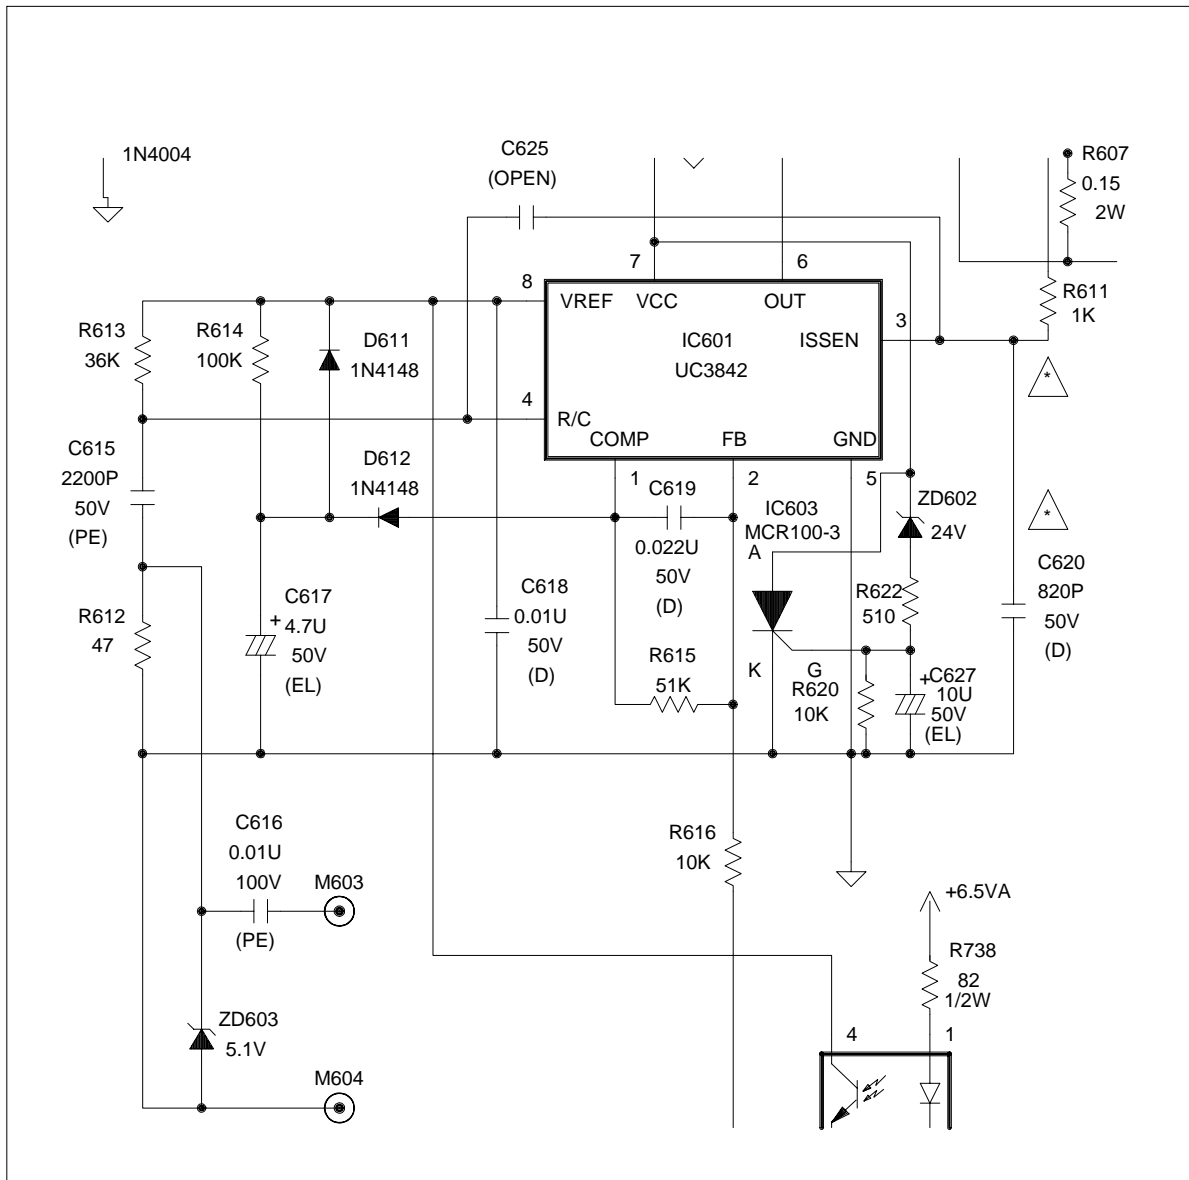 1N4004
C625
(OPEN)
R607
0.15
2W
7
6
8
VREF
VCC
OUT
R611
1K
3
R613
36K
R614
100K
D611
1N4148
IC601
UC3842
ISSEN
*
4
R/C
COMP
FB
GND
C615
2200P
50V
(PE)
D612
1N4148
1
C619
2
IC603
MCR100-3
5
ZD602
24V
*
A
0.022U
50V
(D)
C620
820P
50V
(D)
R612
47
+
C617
4.7U
50V
(EL)
C618
0.01U
50V
(D)
R622
510
R615
51K
K
G
R620
10K
+
C627
10U
50V
(EL)
C616
0.01U
100V
(PE)
M603
R616
10K
+6.5VA
R738
82
1/2W
ZD603
5.1V
4
1
M604